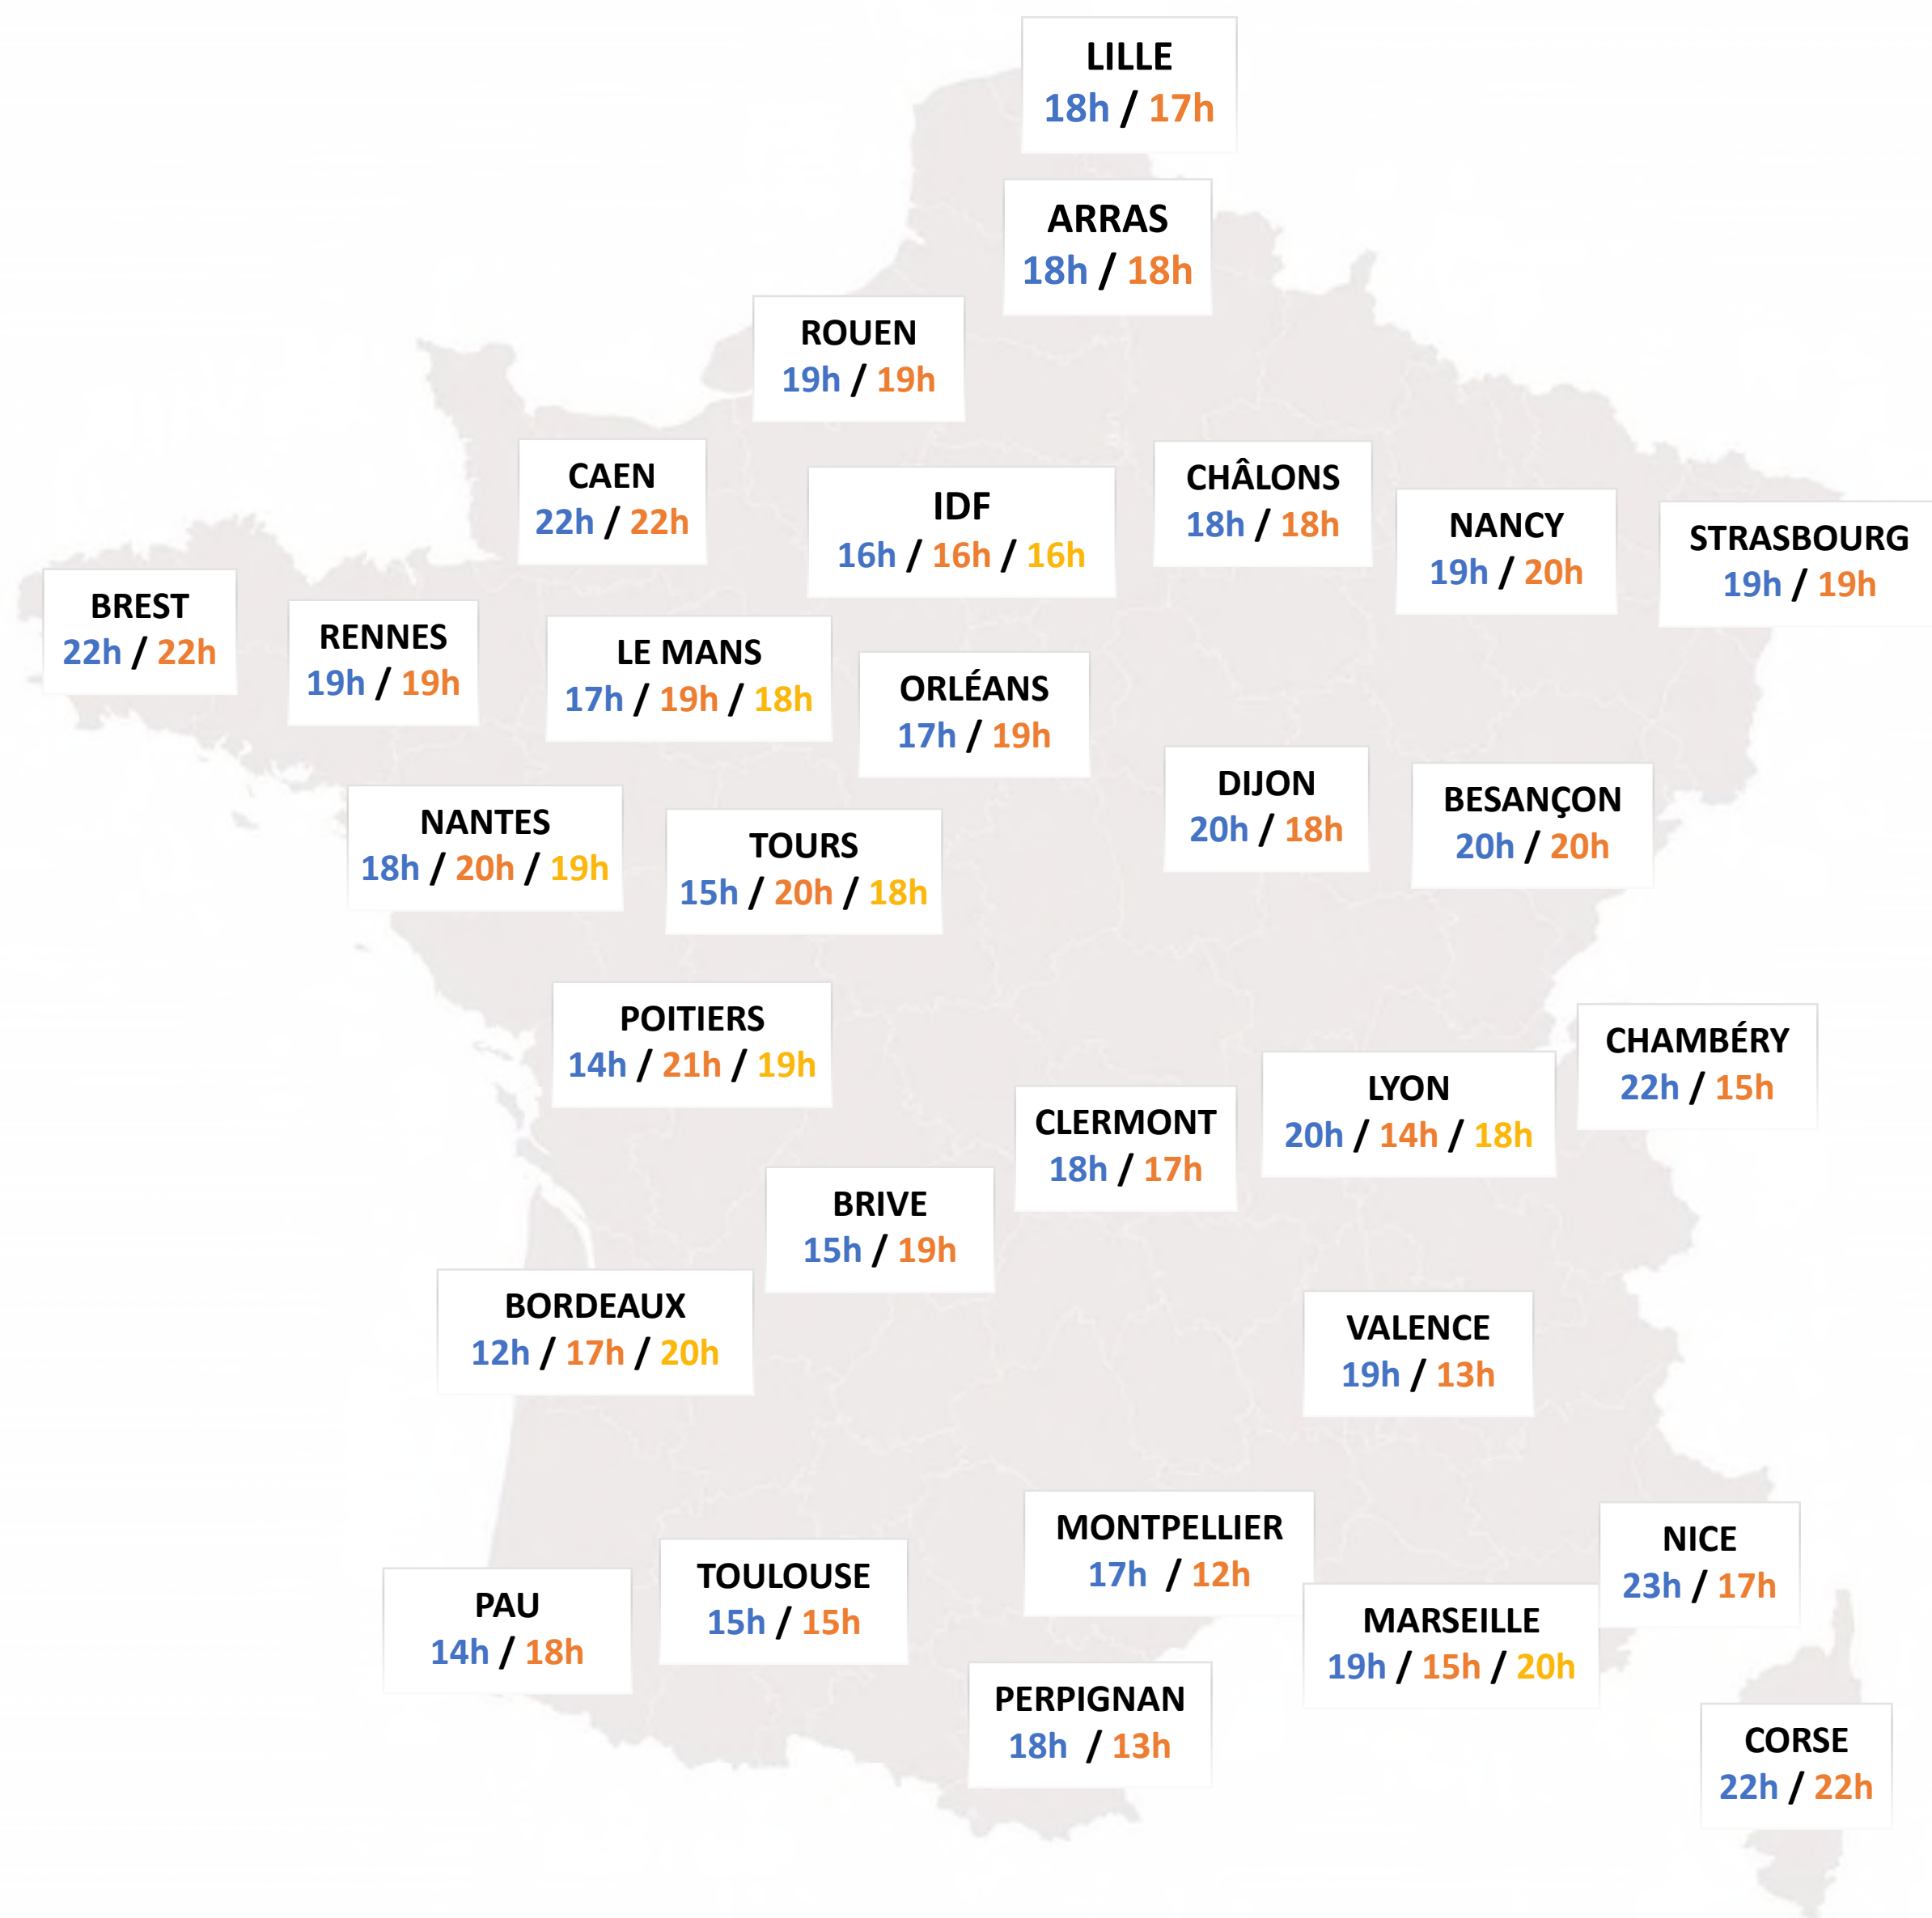 LILLE
18h / 17h
ARRAS
18h / 18h
ROUEN
19h / 19h
CAEN
22h / 22h
IDF
16h / 16h / 16h
CHÂLONS
18h / 18h
NANCY
19h / 20h
STRASBOURG
19h / 19h
BREST
22h / 22h
RENNES
19h / 19h
LE MANS
17h / 19h / 18h
ORLÉANS
17h / 19h
DIJON
20h / 18h
BESANÇON
20h / 20h
NANTES
18h / 20h / 19h
TOURS
15h / 20h / 18h
POITIERS
14h / 21h / 19h
CHAMBÉRY
22h / 15h
LYON
20h / 14h / 18h
CLERMONT
18h / 17h
BRIVE
15h / 19h
BORDEAUX
12h / 17h / 20h
VALENCE
19h / 13h
MONTPELLIER
17h / 12h
NICE
23h / 17h
TOULOUSE
15h / 15h
PAU
14h / 18h
MARSEILLE
19h / 15h / 20h
PERPIGNAN
18h / 13h
CORSE
22h / 22h